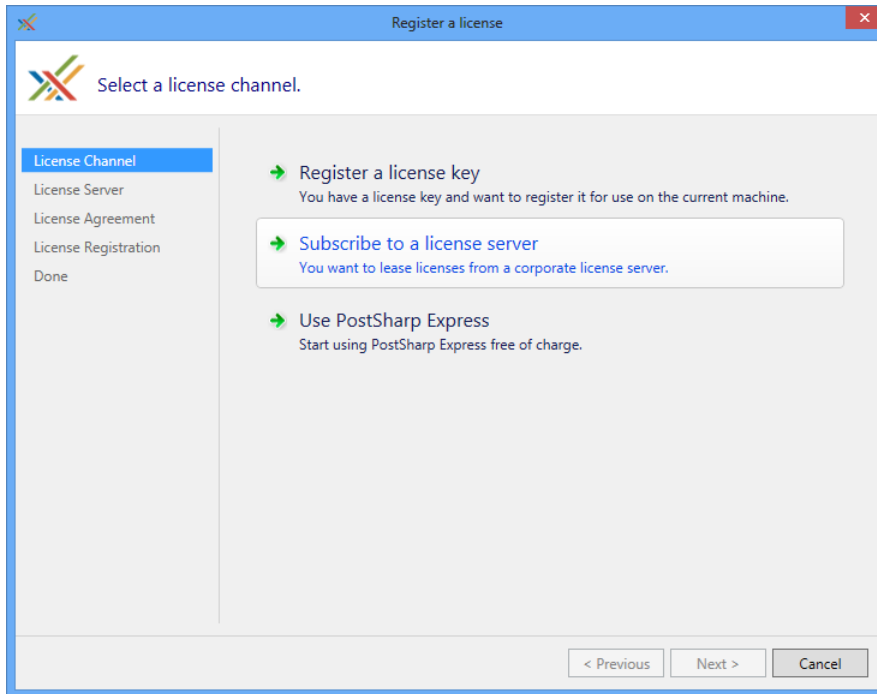 Register a license
Select a license channel.
License Channel
License Server
License Agreement
License Registration
Done
Register a license key
You have a license key and want to register it for use on the current machine.
Subscribe to a license server
You want to lease licenses from a corporate license server.
Use PostSharp Express
Start using PostSharp Express free of charge.
< Previous
Next >
Cancel